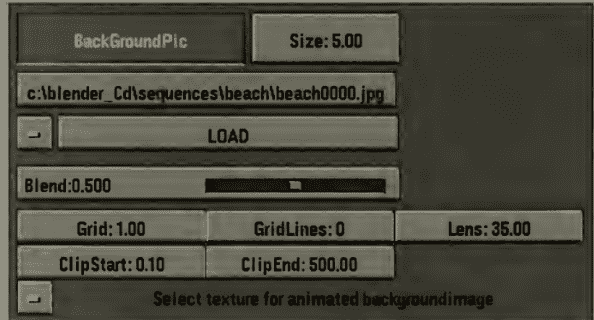 BackGroundPic Size: 5.00
c:\blender_Cd\sequences\beach\beach0000.jpg
LOAD
Blend:0.500
Grid: 1.00 GridLines: 0 Lens: 35.00
ClipStart: 0.10 ClipEnd: 500.00
Select texture for animated backgroundimage